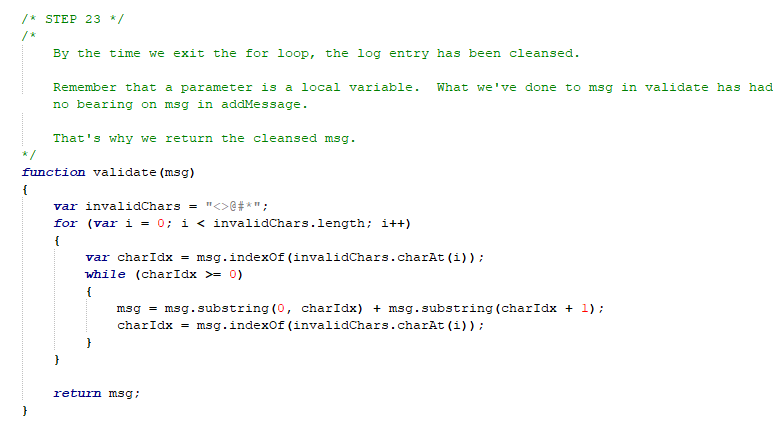 /* STEP 23 */
/*
By the time we exit the for loop, the log entry has been cleansed.
Remember that a parameter is a local variable.  What we've done to msg in validate has had
no bearing on msg in addMessage.
That's why we return the cleansed msg.
*/
function validate(msg)
{
var invalidChars = "<>@#*";
for (var i = 0; i < invalidChars.length; i++)
{
var charIdx = msg.indexOf(invalidChars.charAt(i));
while (charIdx >= 0)
{
msg = msg.substring(0, charIdx) + msg.substring(charIdx + 1);
charIdx = msg.indexOf(invalidChars.charAt(i));
}
}
return msg;
}